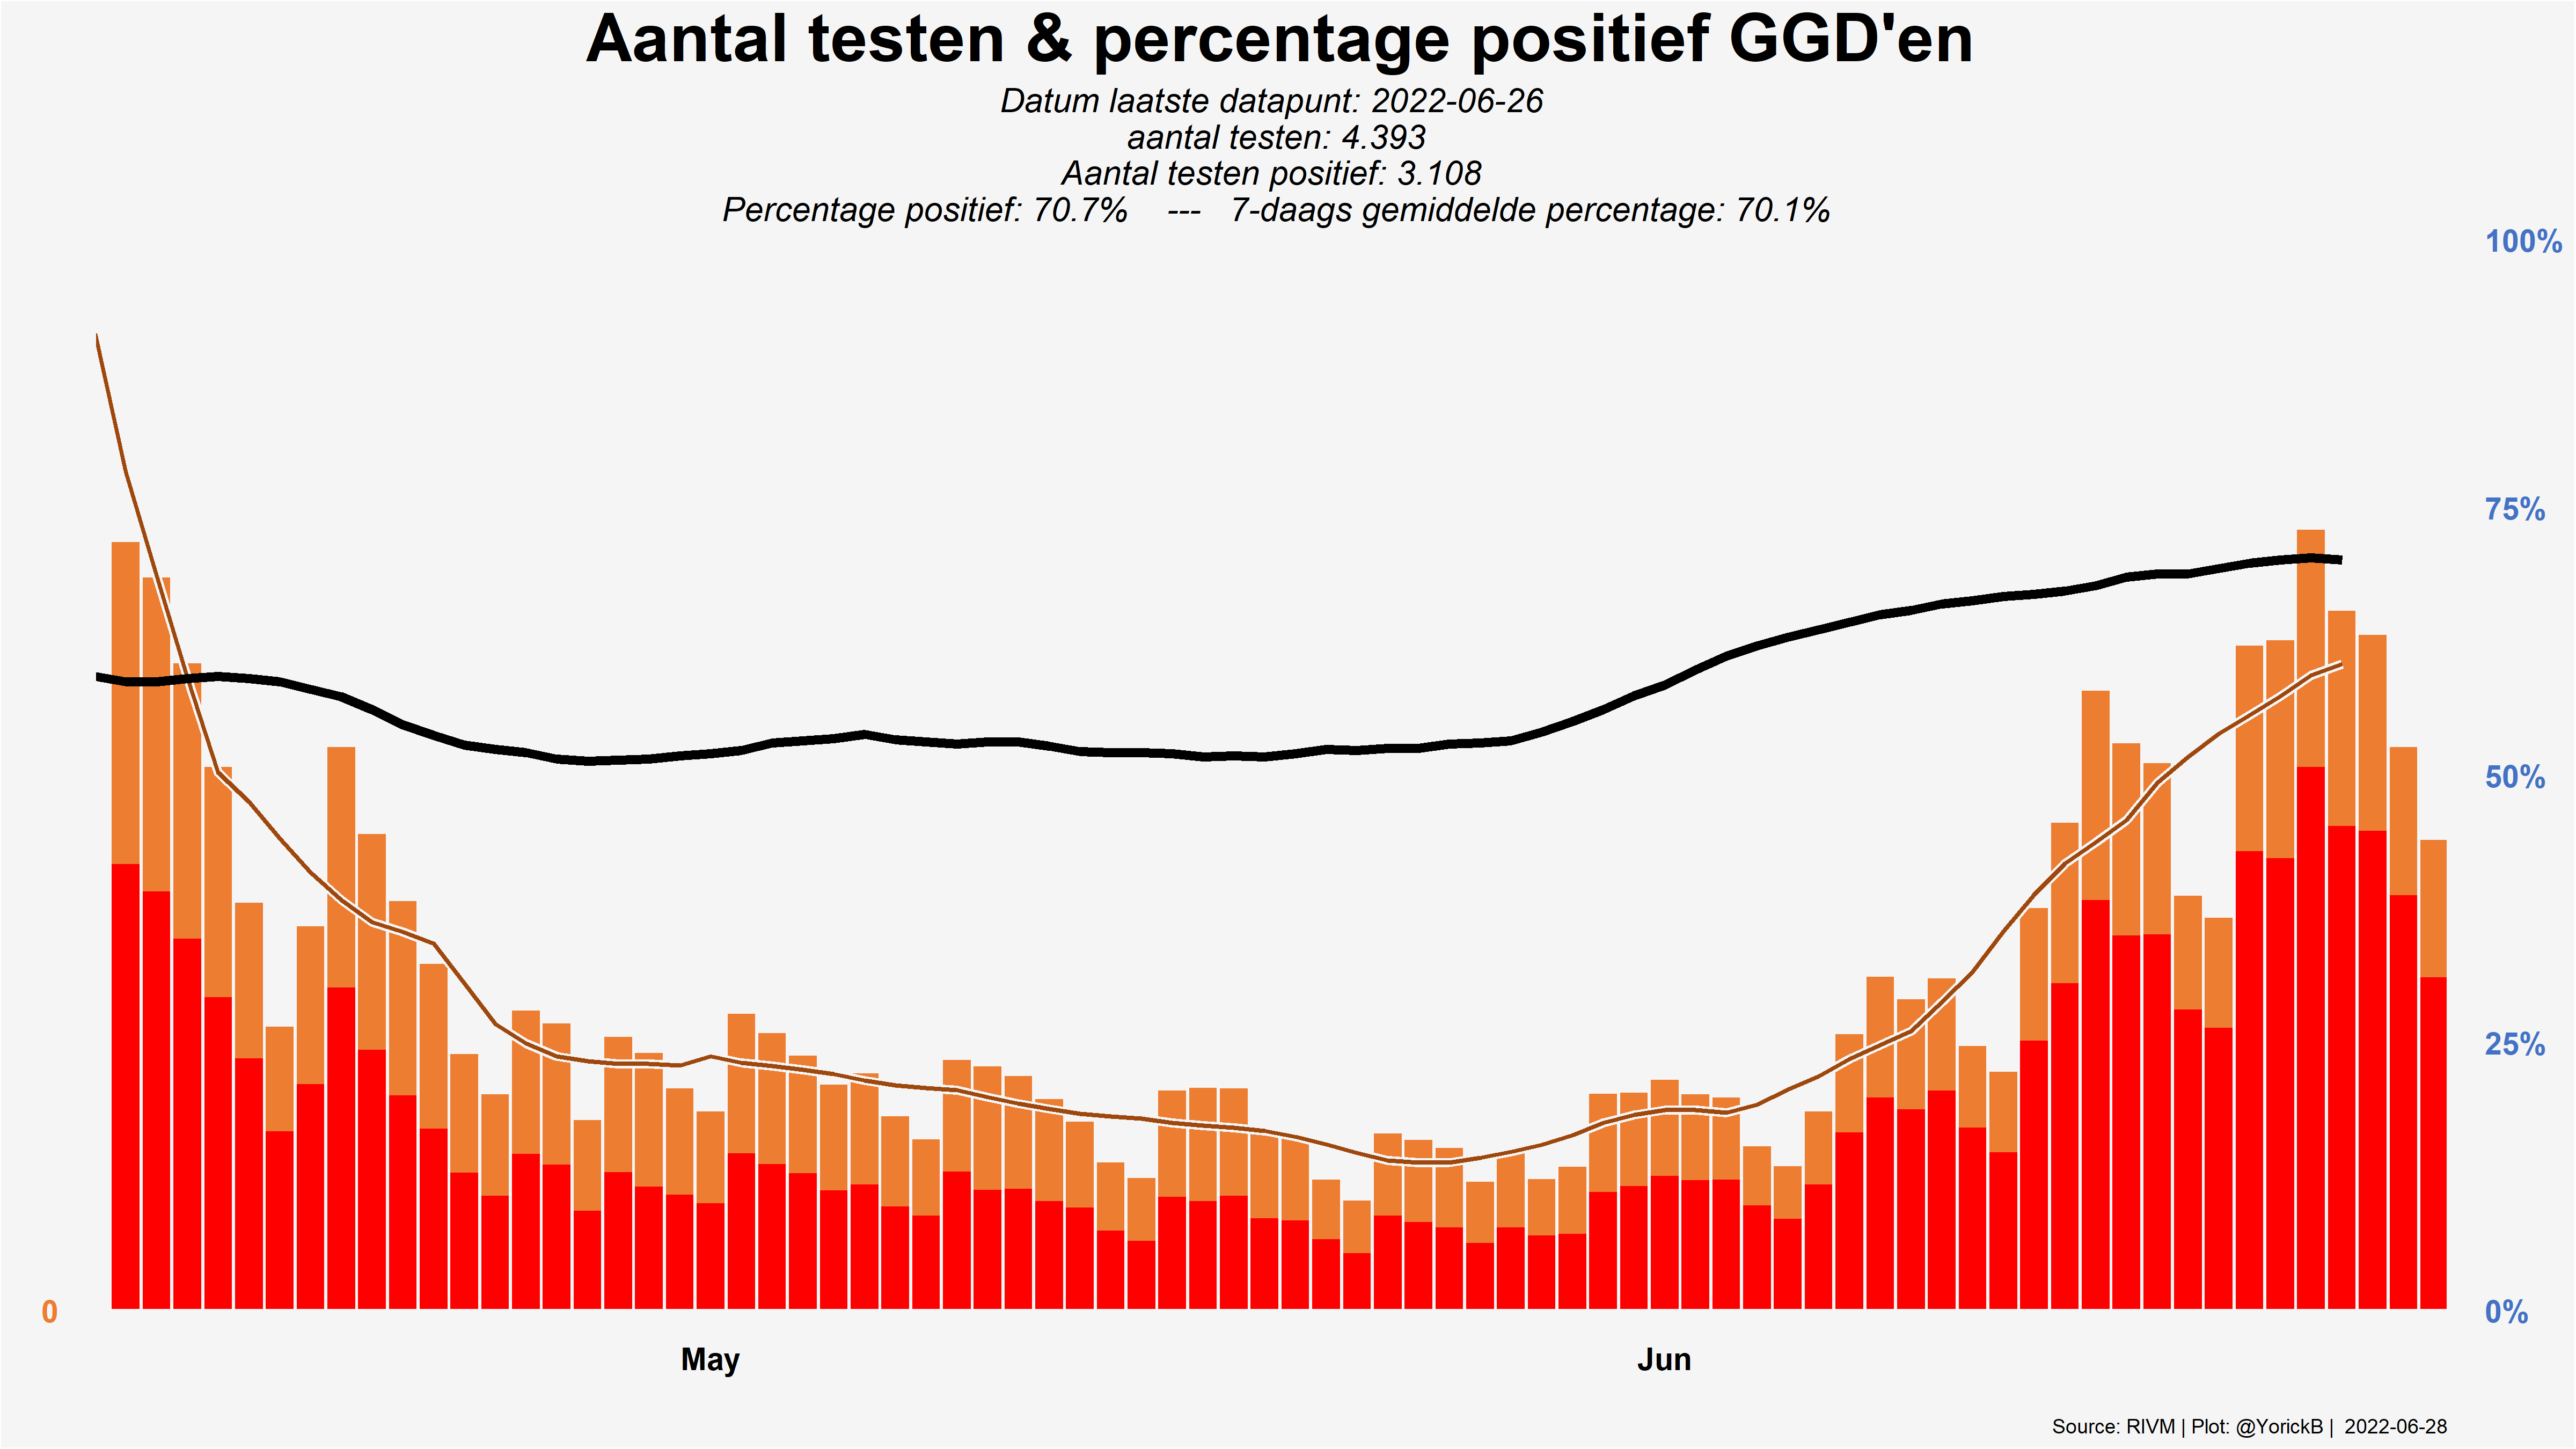 Aantal testen & percentage positief GGD'en
Datum laatste datapunt: 2022-06-26
aantal testen: 4.393
Aantal testen positief: 3.108
Percentage positief: 70.7% --- 7-daags gemiddelde percentage: 70.1%
100%
75%
50%
25%
0 0%
May Jun
Source: RIVM | Plot: @YorickB | 2022-06-28